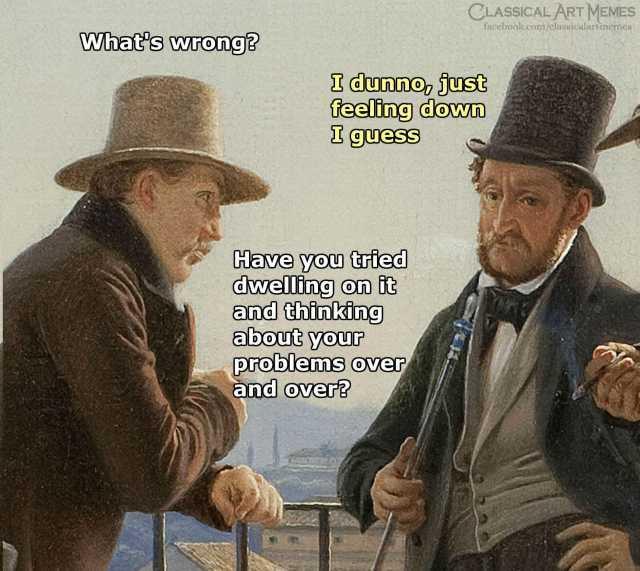 CLASSICAL ART MEMES
facebook.com/classicalartmemes
What's wrong?
I dunno, just
feeling down
I guess
Have you tried
dwelling on it
and thinking
about your
problems over
and over?